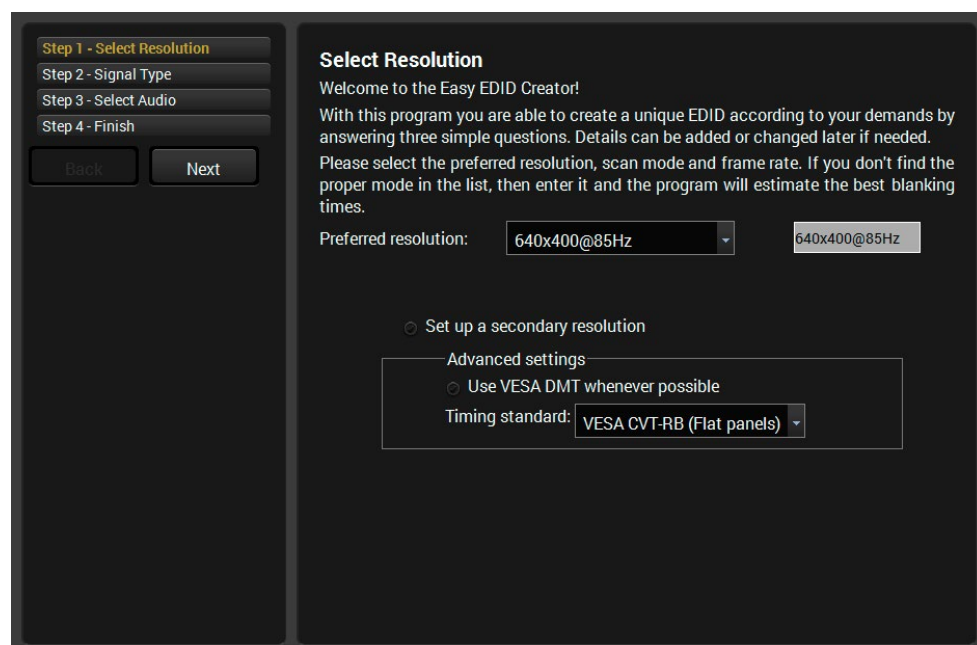 Step 1 - Select Resolution
Step 2 - Signal Type
Step 3 - Select Audio
Step 4 - Finish
Back Next
Select Resolution
Welcome to the Easy EDID Creator!
With this program you are able to create a unique EDID according to your demands by
answering three simple questions. Details can be added or changed later if needed.
Please select the preferred resolution, scan mode and frame rate. If you don't find the
proper mode in the list, then enter it and the program will estimate the best blanking
times.
Preferred resolution: 640x400@85Hz 640x400@85Hz
Set up a secondary resolution
Advanced settings
Use VESA DMT whenever possible
Timing standard: VESA CVT-RB (Flat panels)